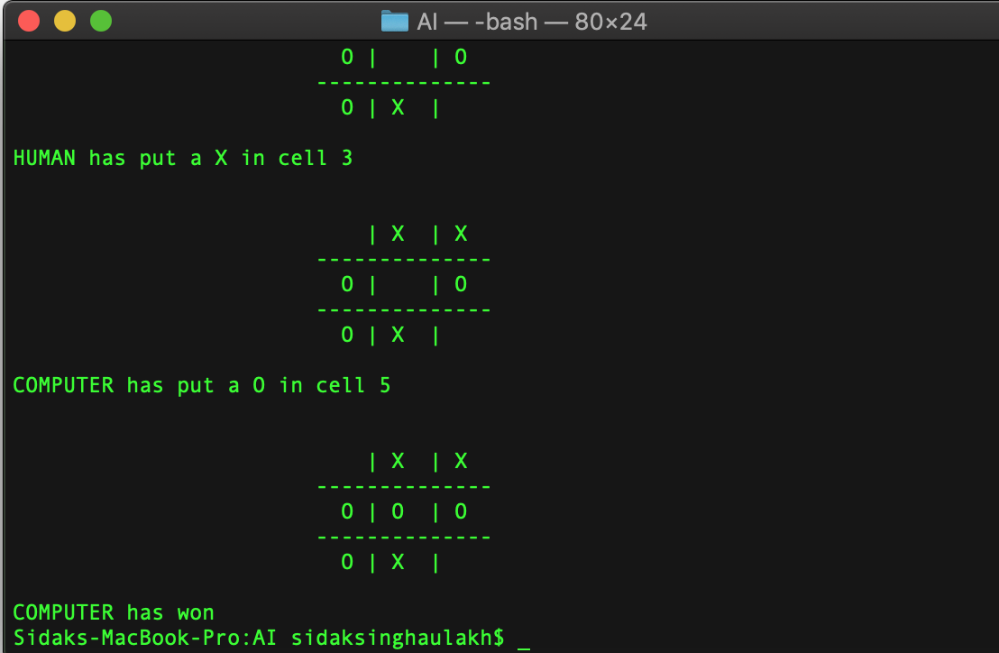 AI — -bash — 80×24
O |    | O
--------------
O | X  |
HUMAN has put a X in cell 3
  | X  | X
--------------
O |    | O
--------------
O | X  |
COMPUTER has put a O in cell 5
  | X  | X
--------------
O | O  | O
--------------
O | X  |
COMPUTER has won
Sidaks-MacBook-Pro:AI sidaksinghaulakh$ _